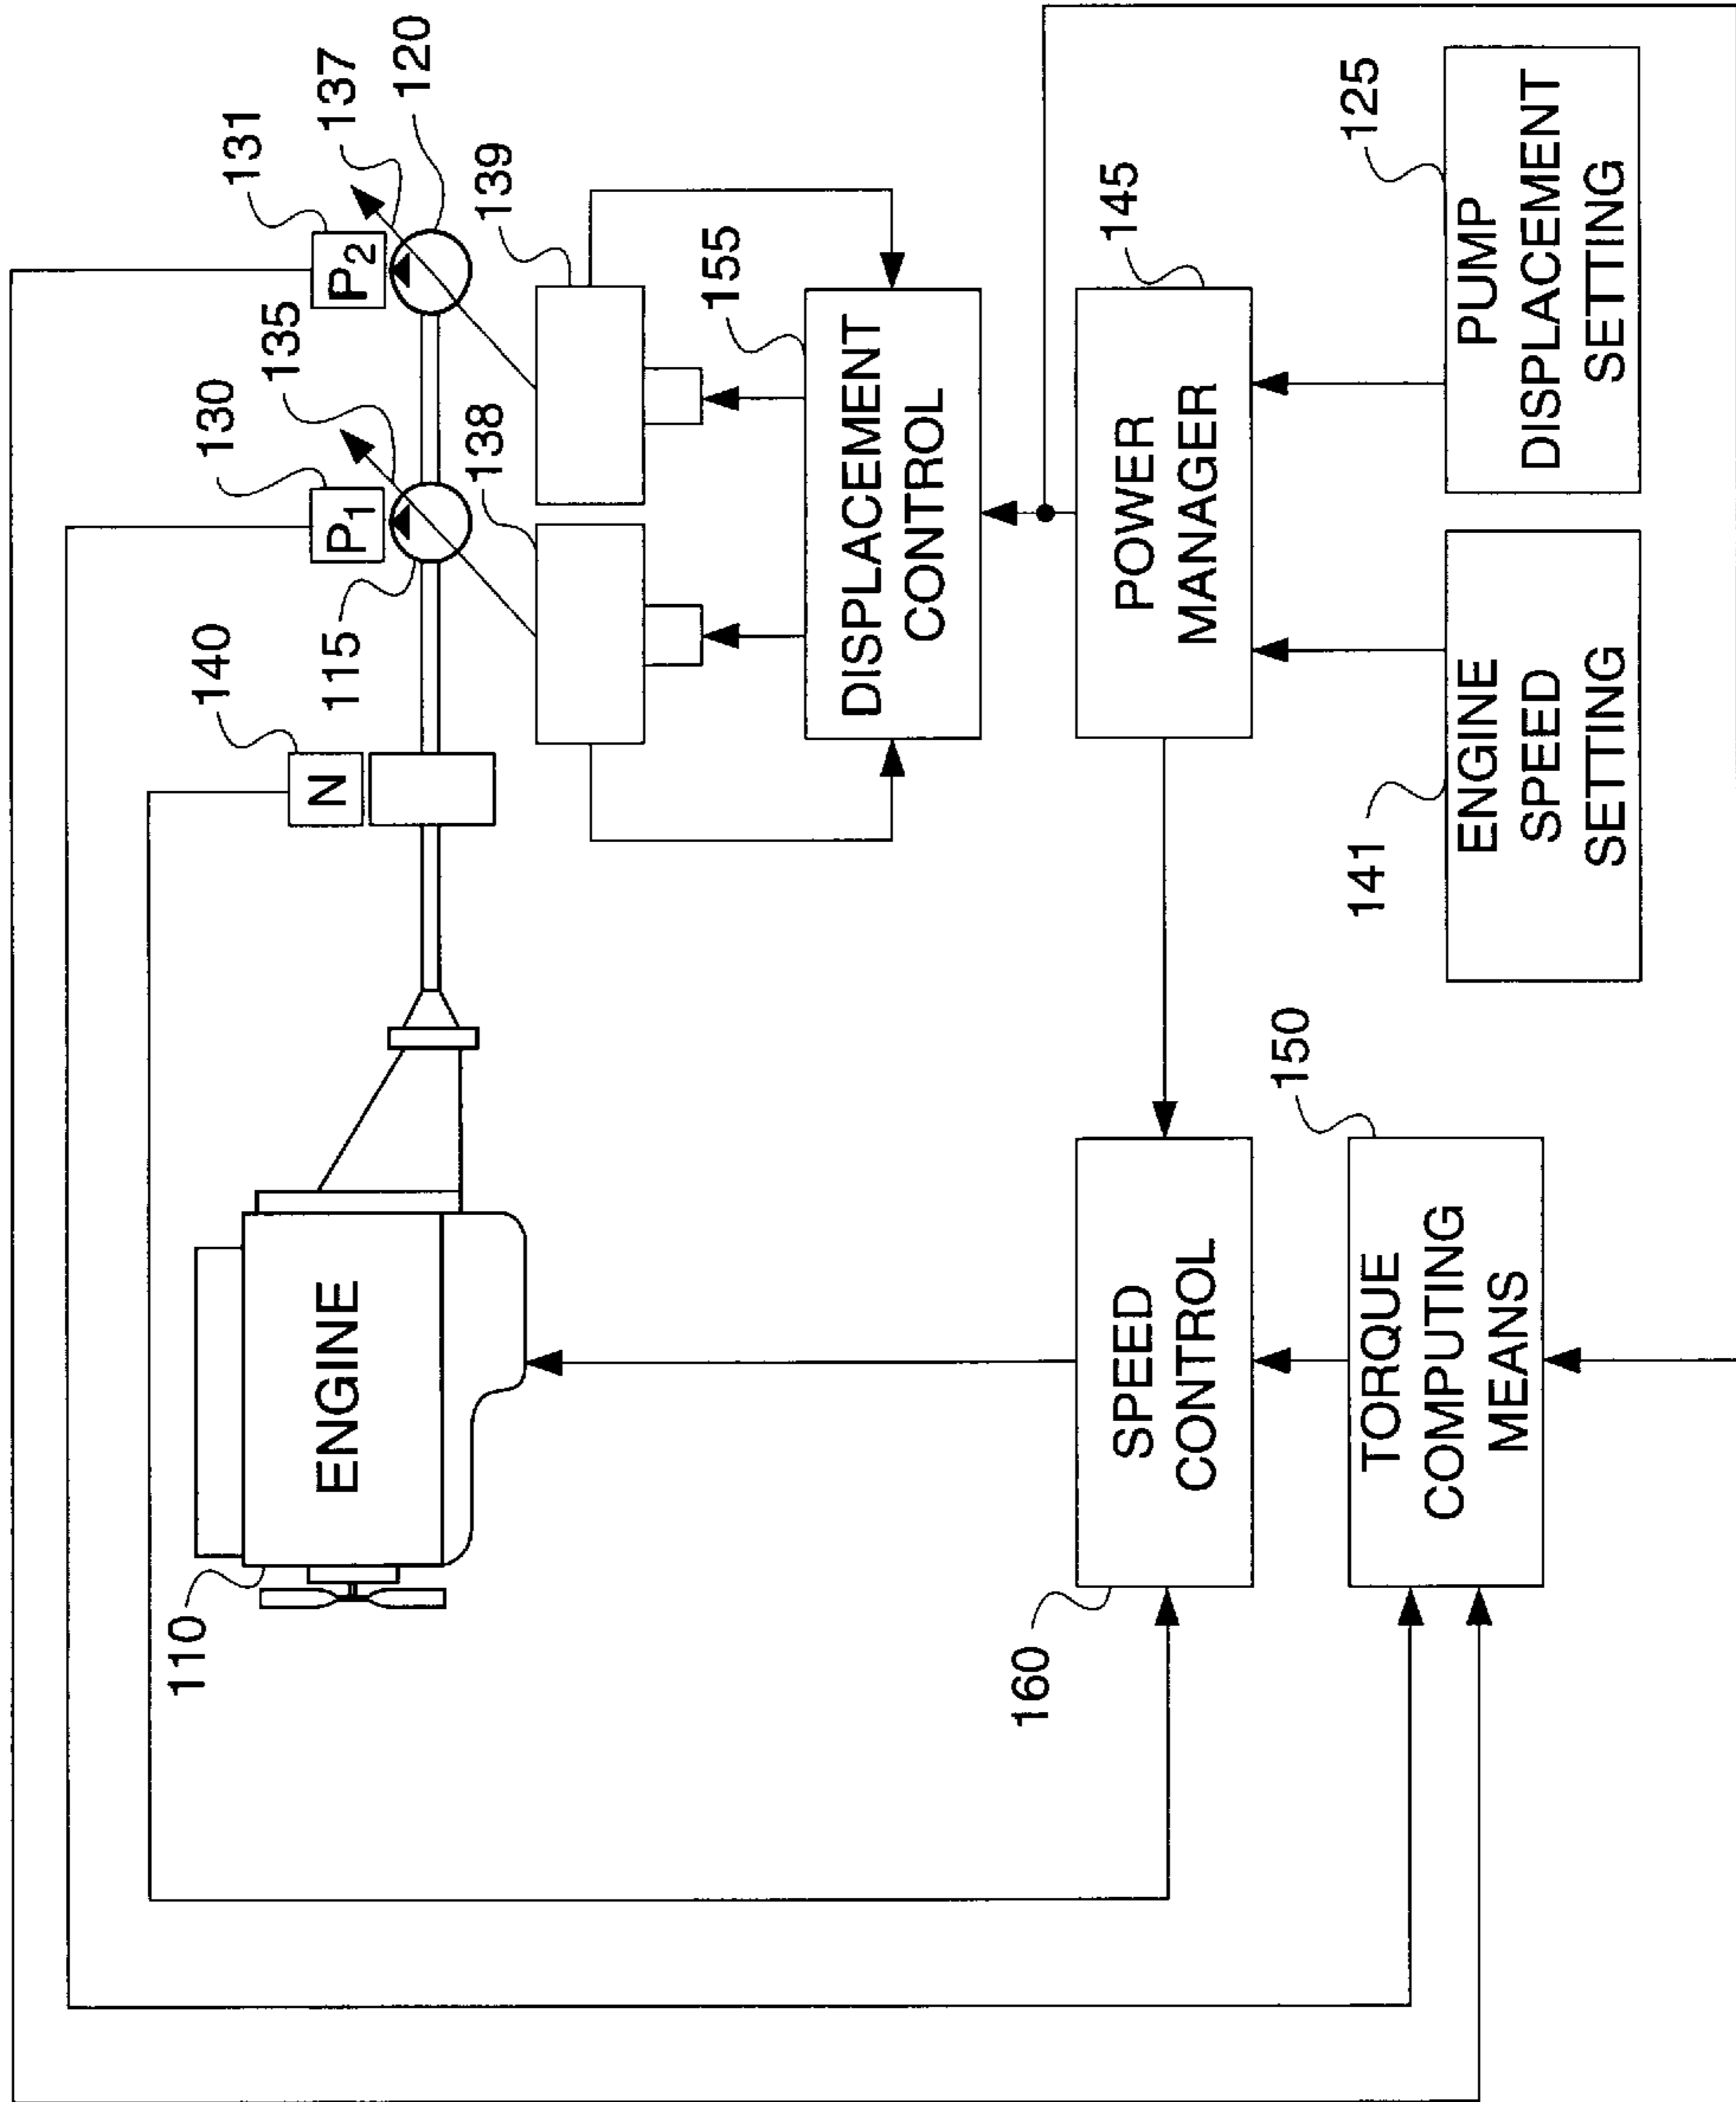 110
ENGINE
140
N
115
130
P1
135
131
P2
137
120
138
139
155
DISPLACEMENT
CONTROL
160
SPEED
CONTROL
145
POWER
MANAGER
150
TORQUE
COMPUTING
MEANS
141
ENGINE
SPEED
SETTING
125
PUMP
DISPLACEMENT
SETTING